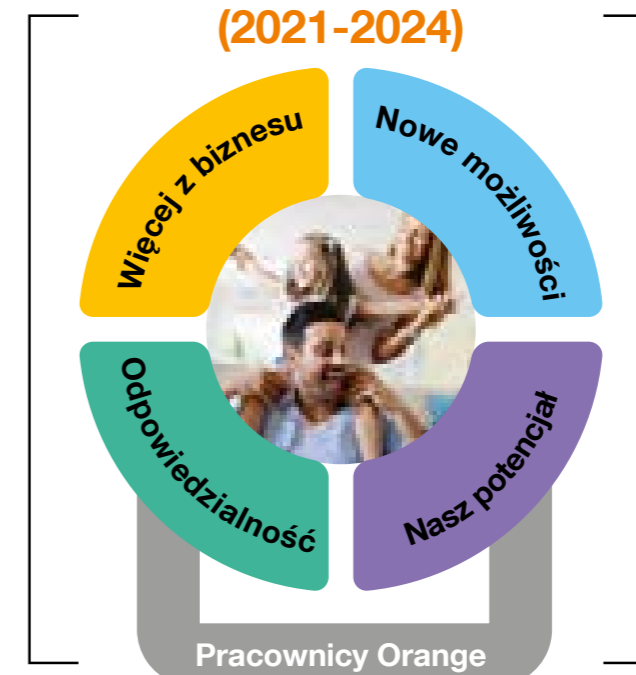 (2021-2024)
Więcej z biznesu
Nowe możliwości
Odpowiedzialność
Nasz potencjał
Pracownicy Orange